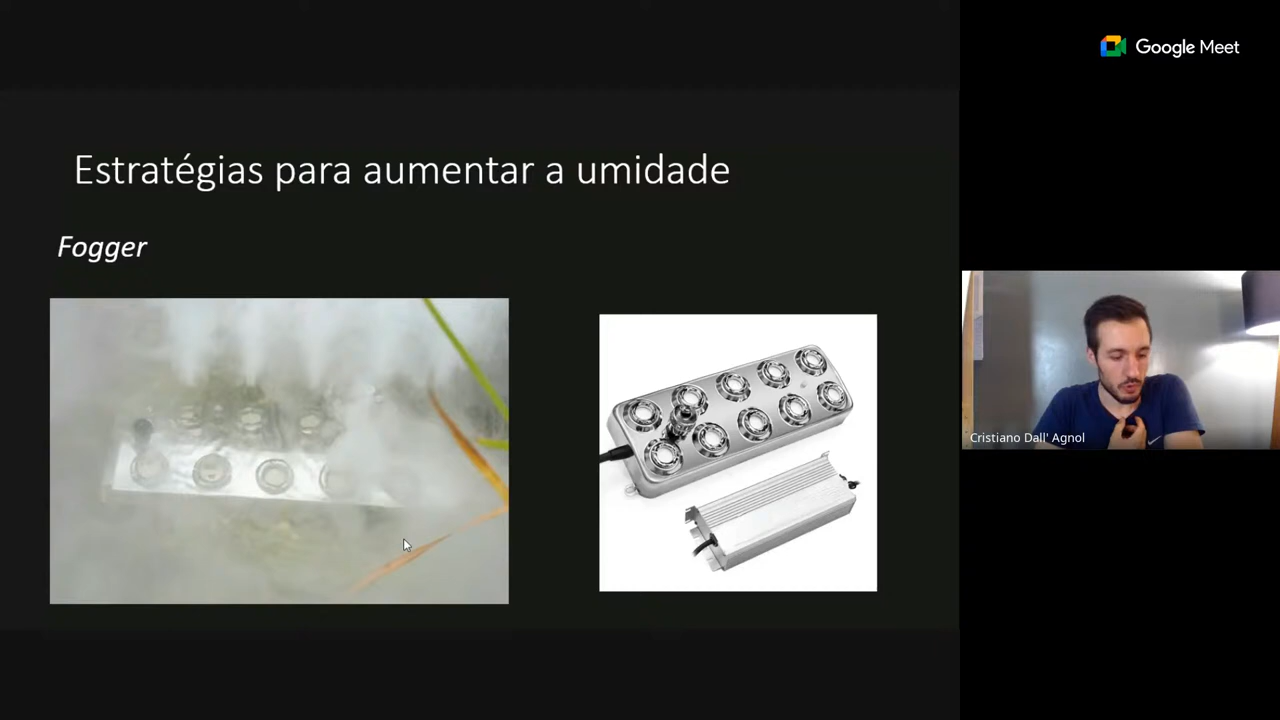 Google Meet
Estratégias para aumentar a umidade
Fogger
Cristiano Dall' Agnol